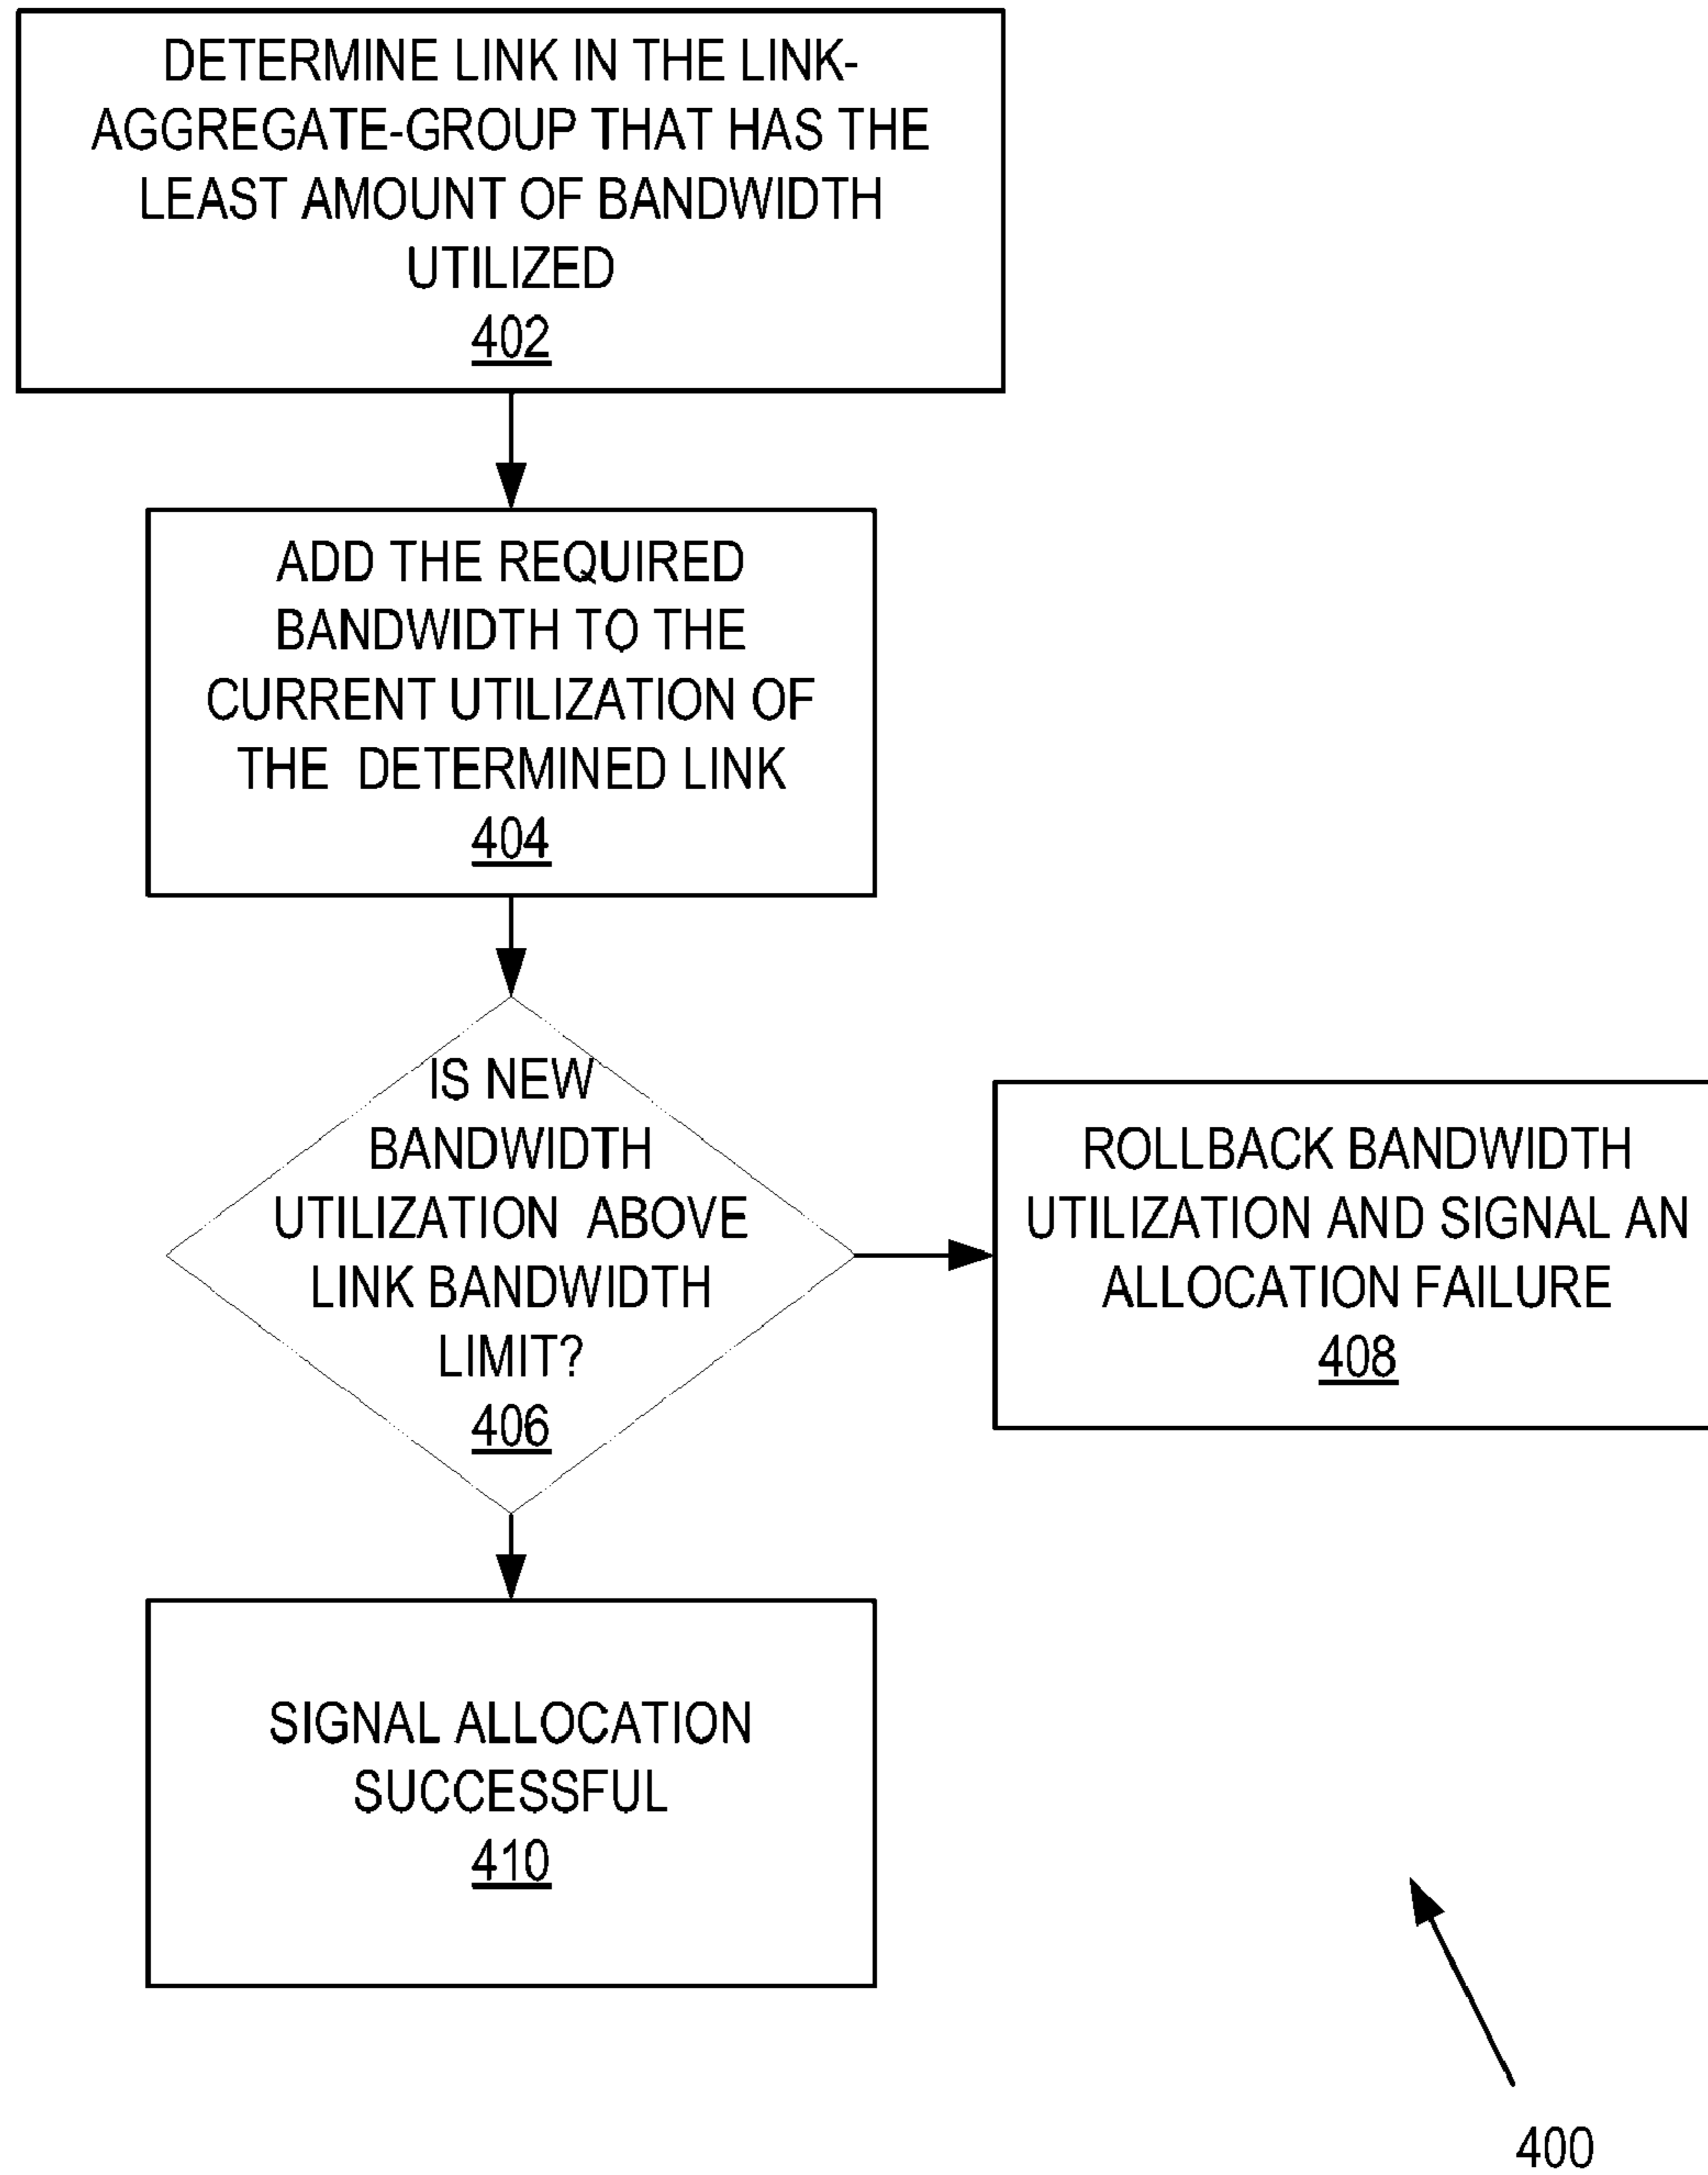 DETERMINE LINK IN THE LINK-
AGGREGATE-GROUP THAT HAS THE
LEAST AMOUNT OF BANDWIDTH
UTILIZED
402
ADD THE REQUIRED
BANDWIDTH TO THE
CURRENT UTILIZATION OF
THE DETERMINED LINK
404
IS NEW
BANDWIDTH
UTILIZATION ABOVE
LINK BANDWIDTH
LIMIT?
406
ROLLBACK BANDWIDTH
UTILIZATION AND SIGNAL AN
ALLOCATION FAILURE
408
SIGNAL ALLOCATION
SUCCESSFUL
410
400